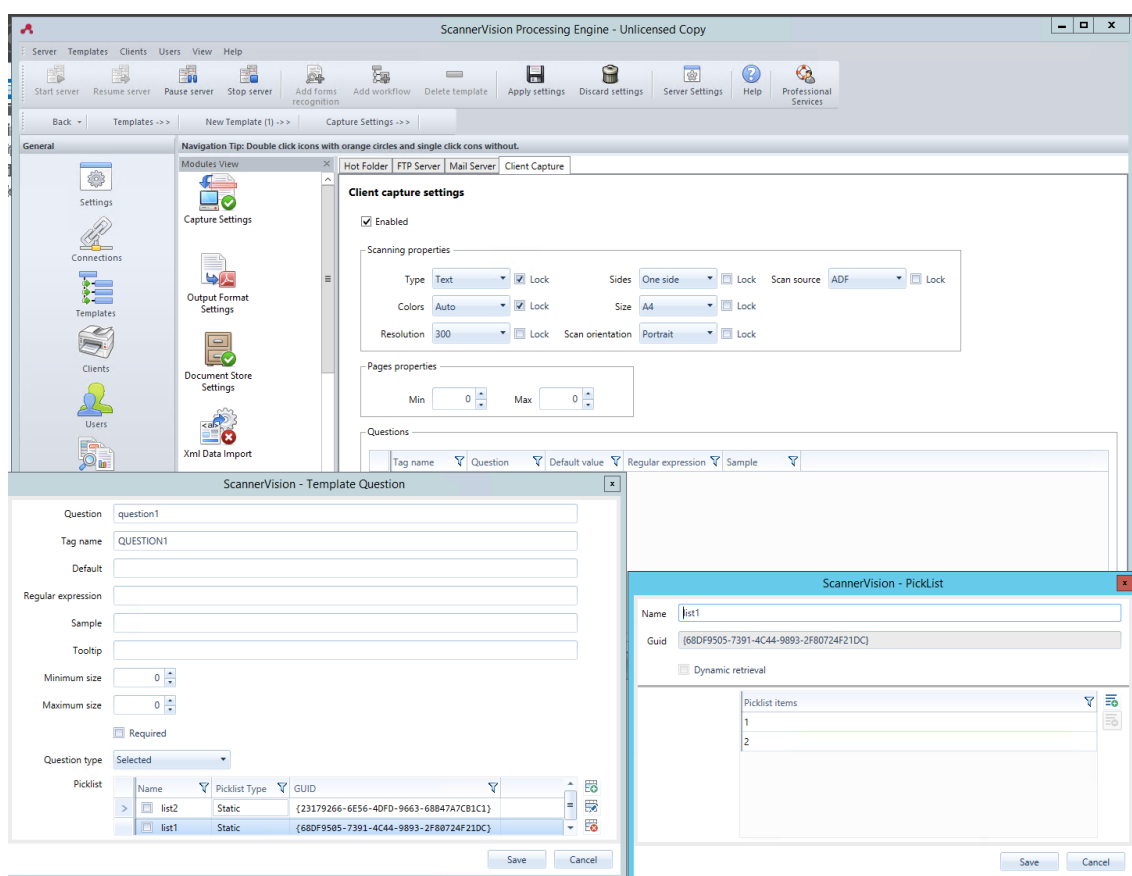 ScannerVision Processing Engine - Unlicensed Copy
Server Templates Clients Users View Help
Start server Resume server Pause server Stop server Add forms recognition Add workflow Delete template Apply settings Discard settings Server Settings Help Professional Services
Back Templates ->> New Template (1) ->> Capture Settings ->>
General
Navigation Tip: Double click icons with orange circles and single click cons without.
Settings
Connections
Templates
Clients
Users
Modules View
Capture Settings
Output Format Settings
Document Store Settings
Xml Data Import
Hot Folder FTP Server Mail Server Client Capture
Client capture settings
Enabled
Scanning properties
Type Text Lock Sides One side Lock Scan source ADF Lock
Colors Auto Lock Size A4 Lock
Resolution 300 Lock Scan orientation Portrait Lock
Pages properties
Min 0 Max 0
Questions
Tag name Question Default value Regular expression Sample
ScannerVision - Template Question
Question question1
Tag name QUESTION1
Default
Regular expression
Sample
Tooltip
Minimum size 0
Maximum size 0
Required
Question type Selected
Picklist Name Picklist Type GUID
list2 Static {23179266-6E56-4DFD-9663-68B47A7CB1C1}
list1 Static {68DF9505-7391-4C44-9893-2F80724F21DC}
Save Cancel
ScannerVision - PickList
Name list1
Guid {68DF9505-7391-4C44-9893-2F80724F21DC}
Dynamic retrieval
Picklist items
1
2
Save Cancel